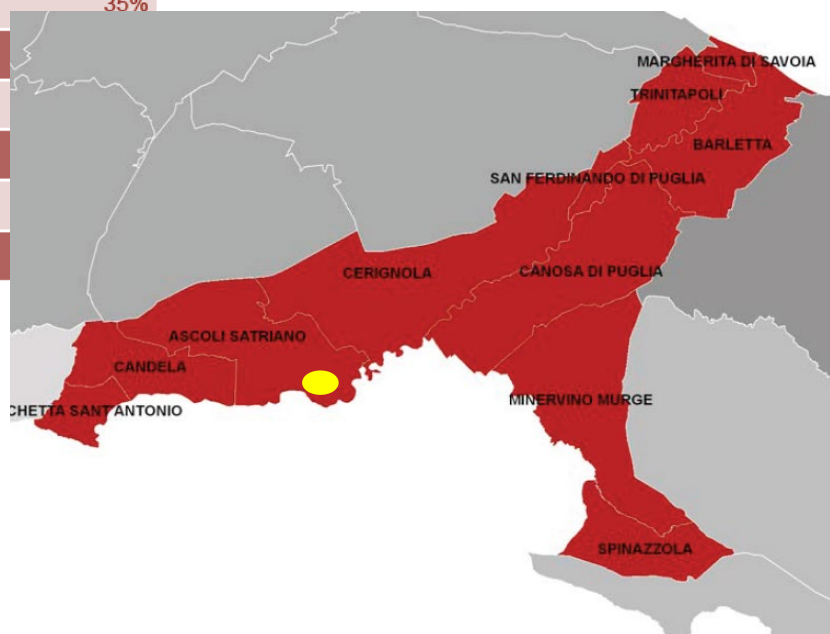 35%
MARGHERITA DI SAVOIA
TRINITAPOLI
BARLETTA
SAN FERDINANDO DI PUGLIA
CERIGNOLA
CANOSA DI PUGLIA
ASCOLI SATRIANO
CANDELA
MINERVINO MURGE
CHETTA SANT'ANTONIO
SPINAZZOLA